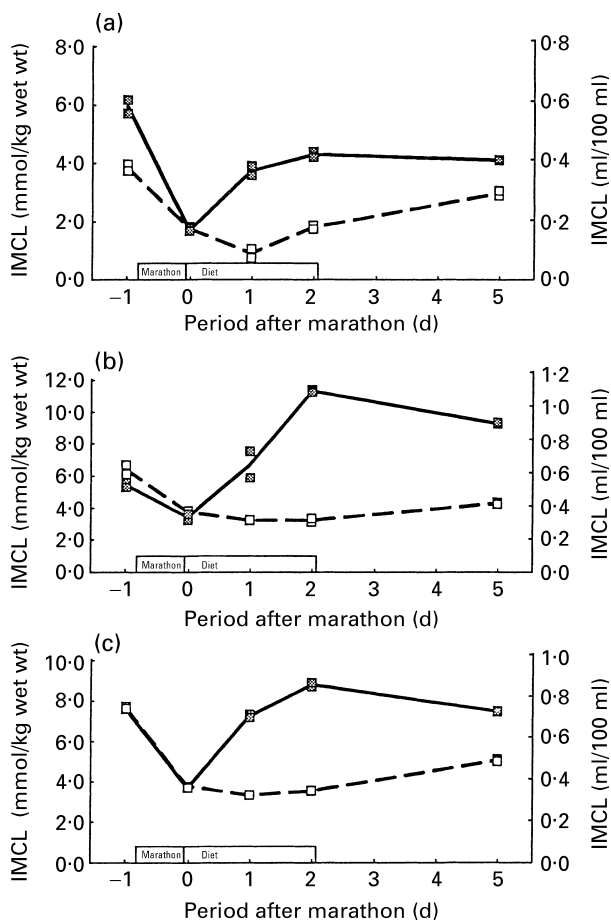 (a)
IMCL (mmol/kg wet wt)
8·0
6·0
4·0
2·0
0·0
0·8
0·6
0·4
0·2
0·0
IMCL (ml/100 ml)
Marathon Diet
−1 0 1 2 3 4 5
Period after marathon (d)
(b)
IMCL (mmol/kg wet wt)
12·0
10·0
8·0
6·0
4·0
2·0
0·0
1·2
1·0
0·8
0·6
0·4
0·2
0·0
IMCL (ml/100 ml)
Marathon Diet
−1 0 1 2 3 4 5
Period after marathon (d)
(c)
IMCL (mmol/kg wet wt)
10·0
8·0
6·0
4·0
2·0
0·0
1·0
0·8
0·6
0·4
0·2
0·0
IMCL (ml/100 ml)
Marathon Diet
−1 0 1 2 3 4 5
Period after marathon (d)